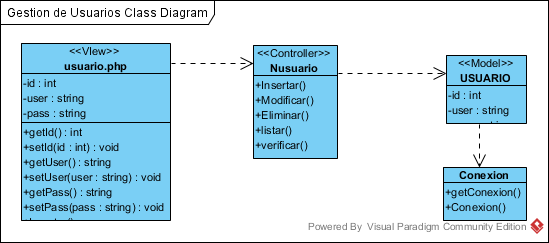 Gestion de Usuarios Class Diagram
<<View>>
usuario.php
-id : int
-user : string
-pass : string
+getId() : int
+setId(id : int) : void
+getUser() : string
+setUser(user : string) : void
+getPass() : string
+setPass(pass : string) : void
<<Controller>>
Nusuario
+Insertar()
+Modificar()
+Eliminar()
+listar()
+verificar()
<<Model>>
USUARIO
-id : int
-user : string
Conexion
+getConexion()
+Conexion()
Powered By Visual Paradigm Community Edition